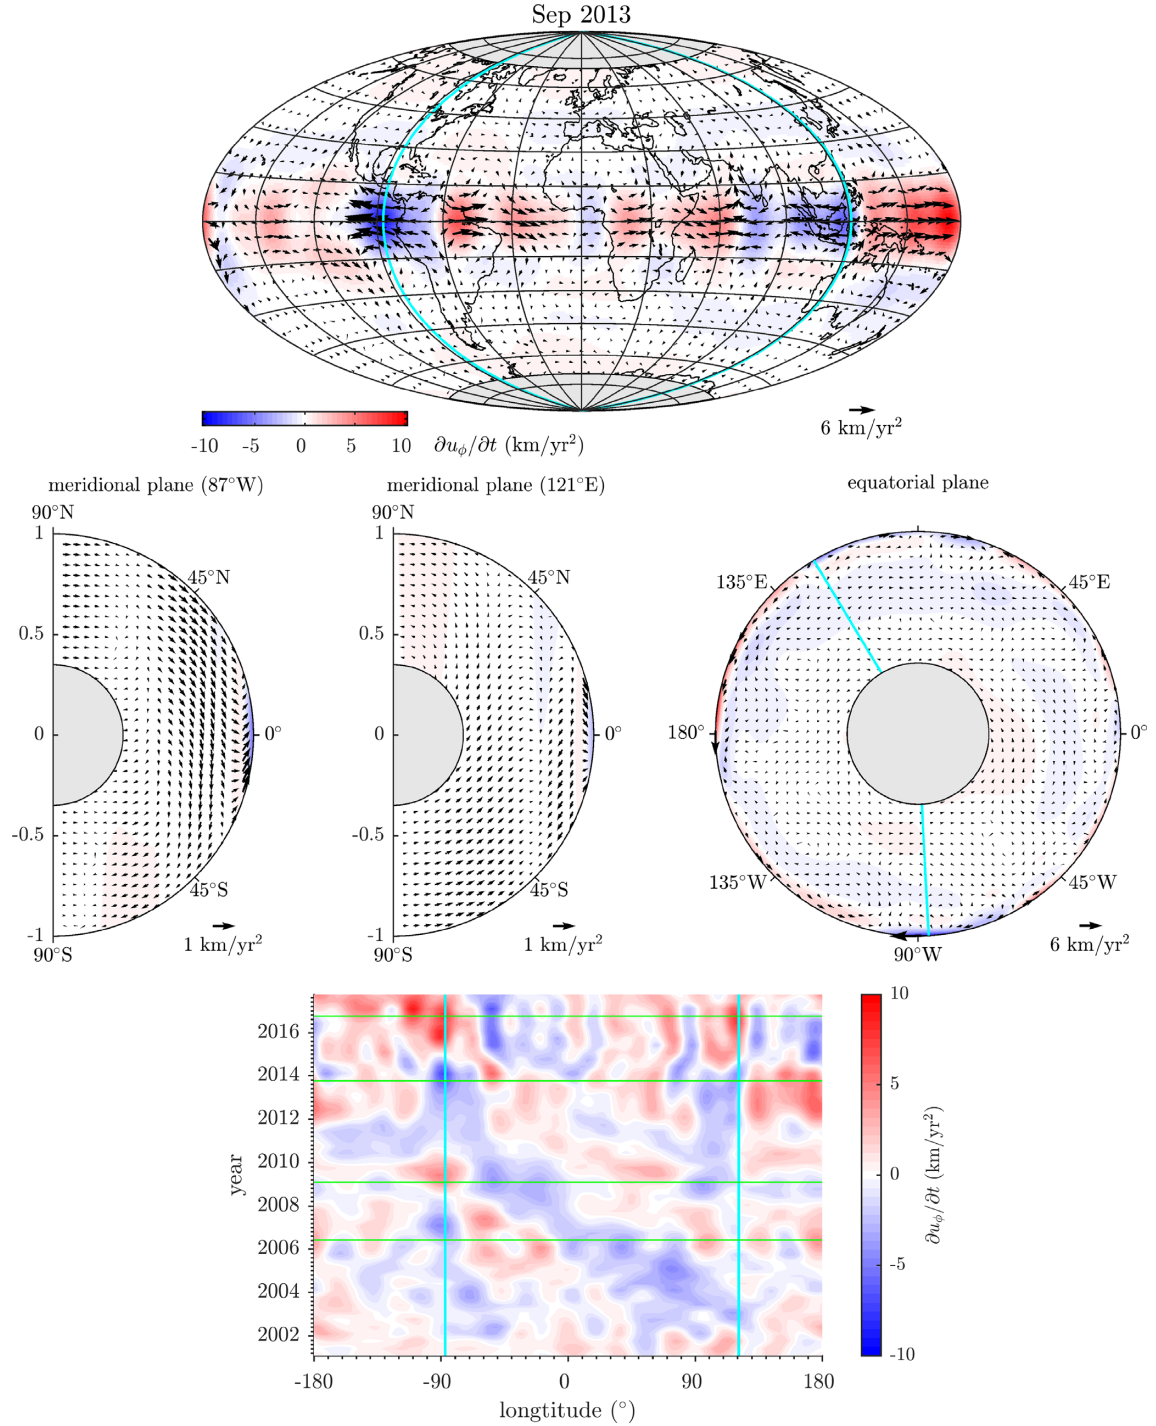 Sep 2013
-10 -5 0 5 10 ∂uϕ/∂t (km/yr²)
6 km/yr²
meridional plane (87°W)
meridional plane (121°E)
equatorial plane
90°N
90°N
1
1
45°N
45°N
135°E
45°E
0.5
0.5
0
0°
0
0°
180°
0°
-0.5
-0.5
45°S
45°S
135°W
45°W
-1
1 km/yr²
-1
1 km/yr²
6 km/yr²
90°S
90°S
90°W
2016
2014
2012
2010
2008
2006
2004
2002
year
-180 -90 0 90 180
longtitude (°)
10
5
0
-5
-10
∂uϕ/∂t (km/yr²)